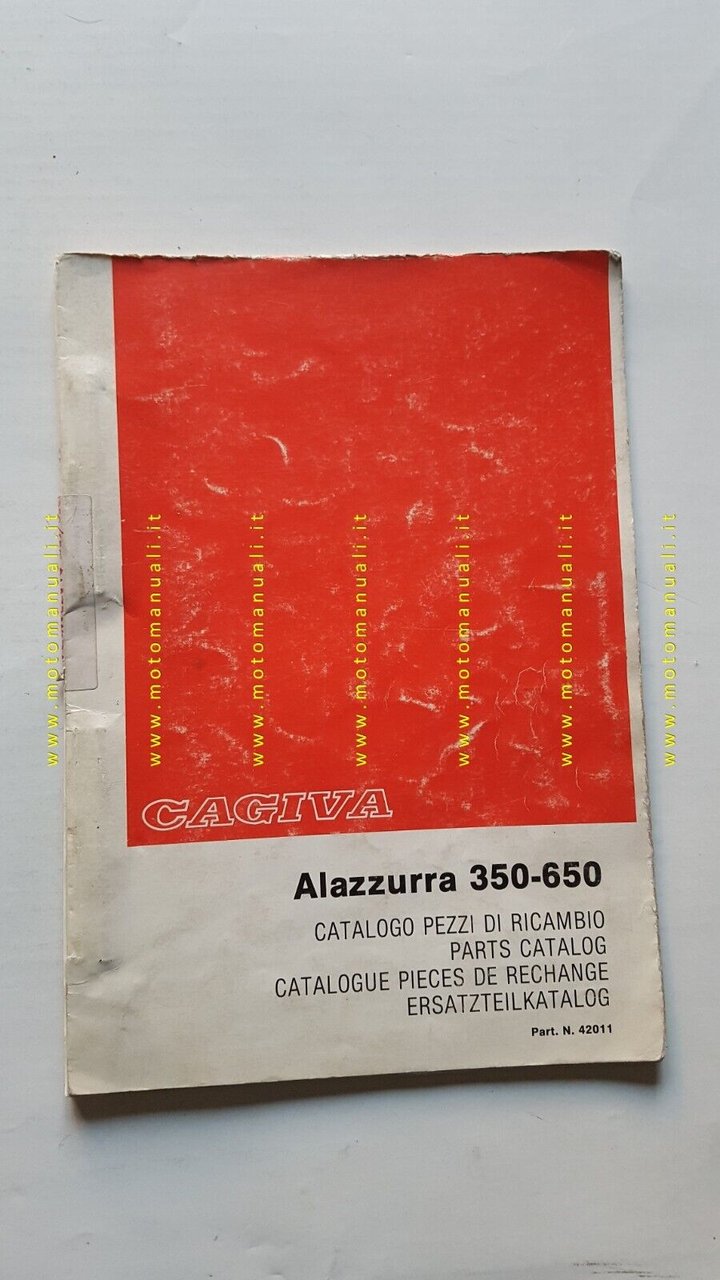 www.motomanuali.it
www.motomanuali.it
www.motomanuali.it
www.motomanuali.it
www.motomanuali.it
www.motomanuali.it
www.motomanuali.it
CAGIVA
Alazzurra 350-650
CATALOGO PEZZI DI RICAMBIO
PARTS CATALOG
CATALOGUE PIECES DE RECHANGE
ERSATZTEILKATALOG
Part. N. 42011